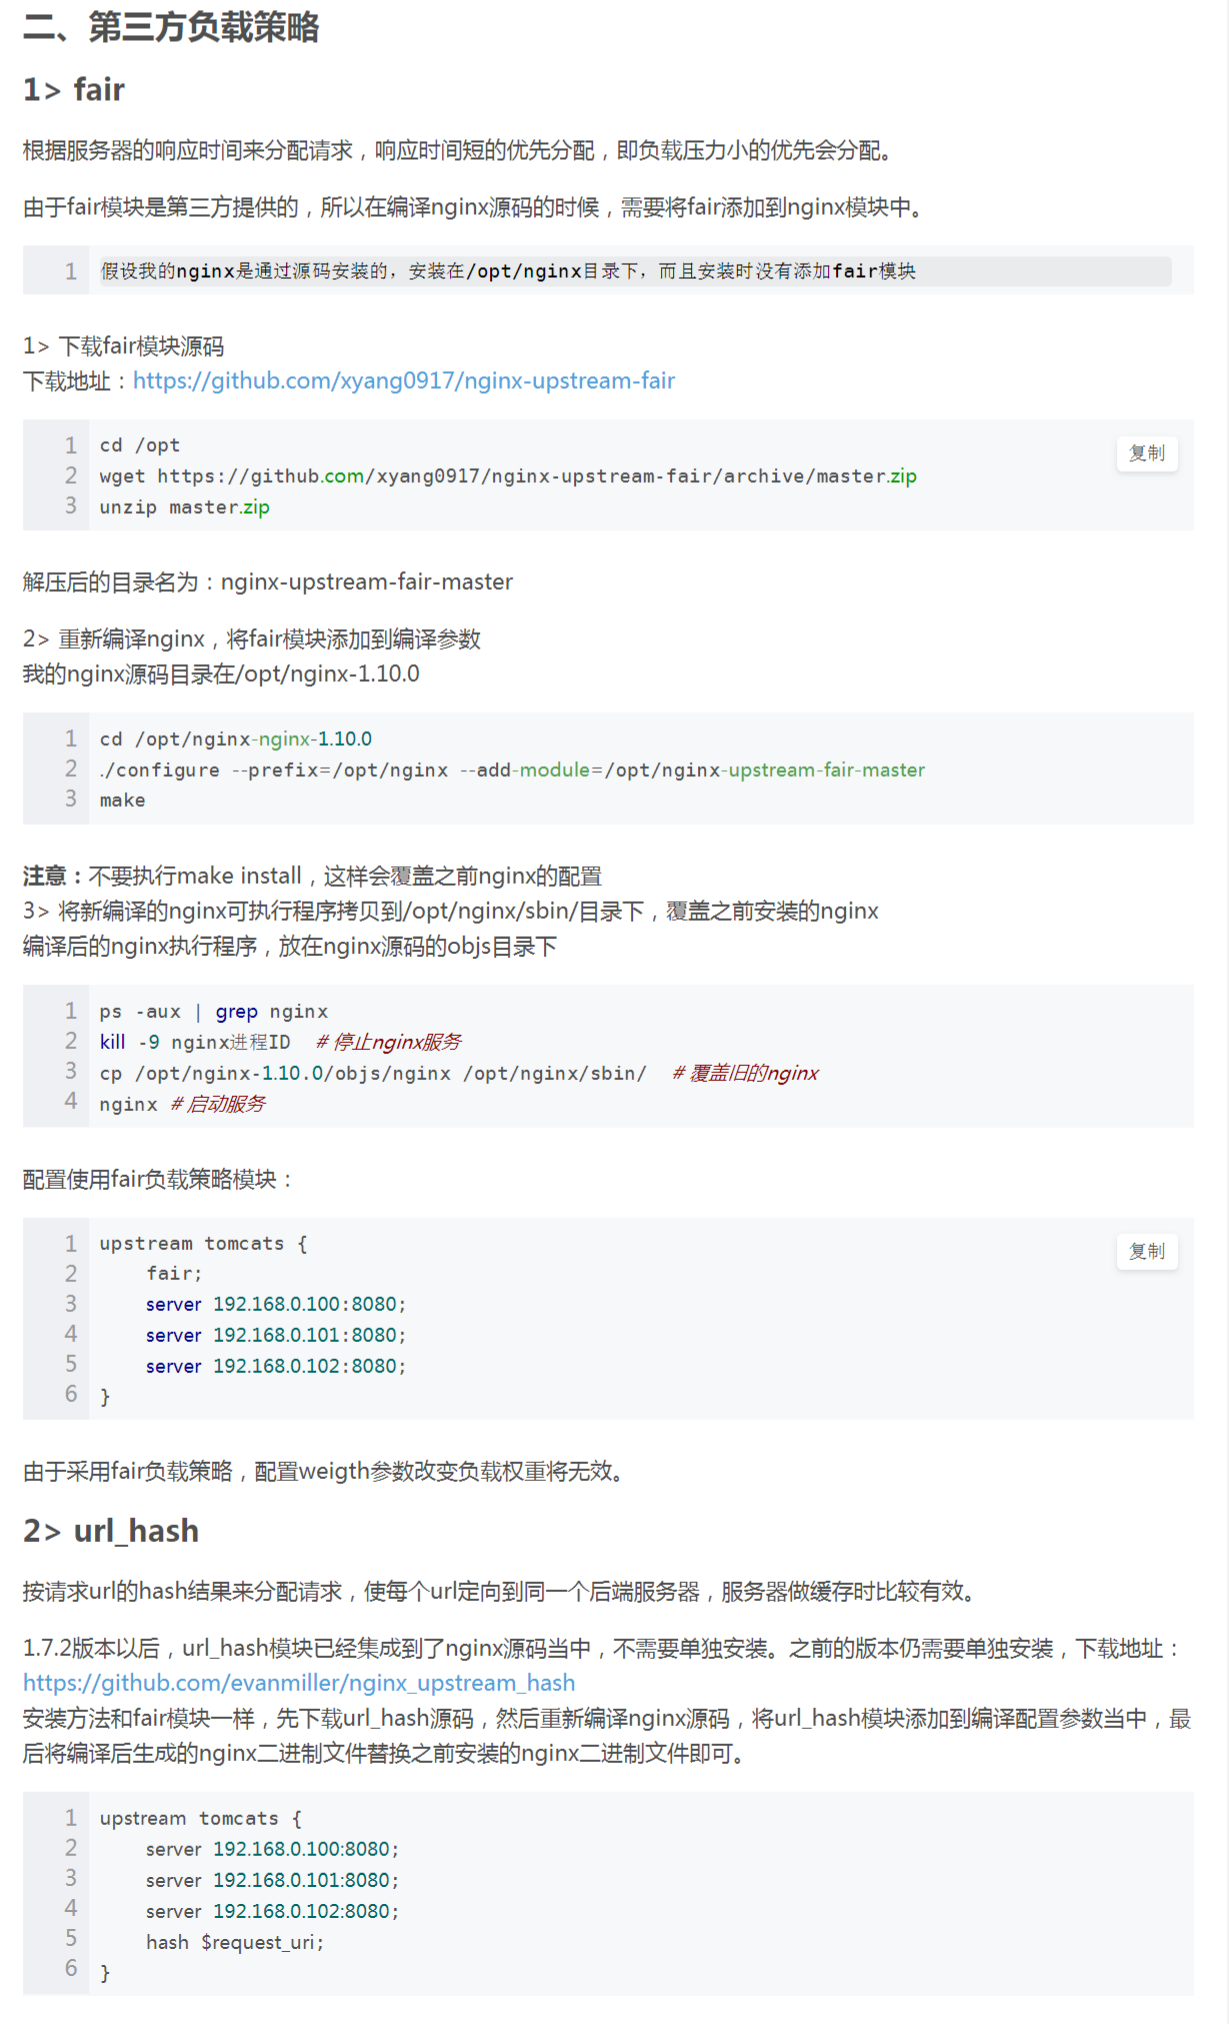 二、第三方负载策略
1> fair
根据服务器的响应时间来分配请求，响应时间短的优先分配，即负载压力小的优先会分配。
由于fair模块是第三方提供的，所以在编译nginx源码的时候，需要将fair添加到nginx模块中。
1 假设我的nginx是通过源码安装的，安装在/opt/nginx目录下，而且安装时没有添加fair模块
1> 下载fair模块源码
下载地址：https://github.com/xyang0917/nginx-upstream-fair
1 cd /opt
复制
2 wget https://github.com/xyang0917/nginx-upstream-fair/archive/master.zip
3 unzip master.zip
解压后的目录名为：nginx-upstream-fair-master
2> 重新编译nginx，将fair模块添加到编译参数
我的nginx源码目录在/opt/nginx-1.10.0
1 cd /opt/nginx-nginx-1.10.0
2 ./configure --prefix=/opt/nginx --add-module=/opt/nginx-upstream-fair-master
3 make
注意：不要执行make install，这样会覆盖之前nginx的配置
3> 将新编译的nginx可执行程序拷贝到/opt/nginx/sbin/目录下，覆盖之前安装的nginx
编译后的nginx执行程序，放在nginx源码的objs目录下
1 ps -aux | grep nginx
2 kill -9 nginx进程ID  # 停止nginx服务
3 cp /opt/nginx-1.10.0/objs/nginx /opt/nginx/sbin/  # 覆盖旧的nginx
4 nginx # 启动服务
配置使用fair负载策略模块：
1 upstream tomcats {
复制
2     fair;
3     server 192.168.0.100:8080;
4     server 192.168.0.101:8080;
5     server 192.168.0.102:8080;
6 }
由于采用fair负载策略，配置weigth参数改变负载权重将无效。
2> url_hash
按请求url的hash结果来分配请求，使每个url定向到同一个后端服务器，服务器做缓存时比较有效。
1.7.2版本以后，url_hash模块已经集成到了nginx源码当中，不需要单独安装。之前的版本仍需要单独安装，下载地址：
https://github.com/evanmiller/nginx_upstream_hash
安装方法和fair模块一样，先下载url_hash源码，然后重新编译nginx源码，将url_hash模块添加到编译配置参数当中，最
后将编译后生成的nginx二进制文件替换之前安装的nginx二进制文件即可。
1 upstream tomcats {
2     server 192.168.0.100:8080;
3     server 192.168.0.101:8080;
4     server 192.168.0.102:8080;
5     hash $request_uri;
6 }